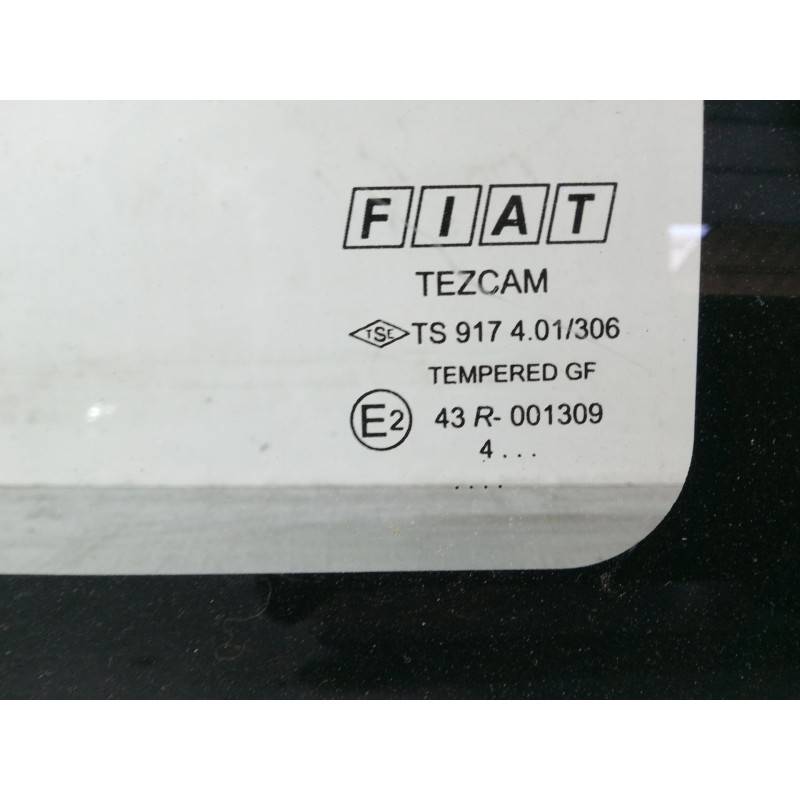 FIAT
TEZCAM
TSE TS 917 4.01/306
TEMPERED GF
E2 43 R- 001309
4 . . .
. . . .